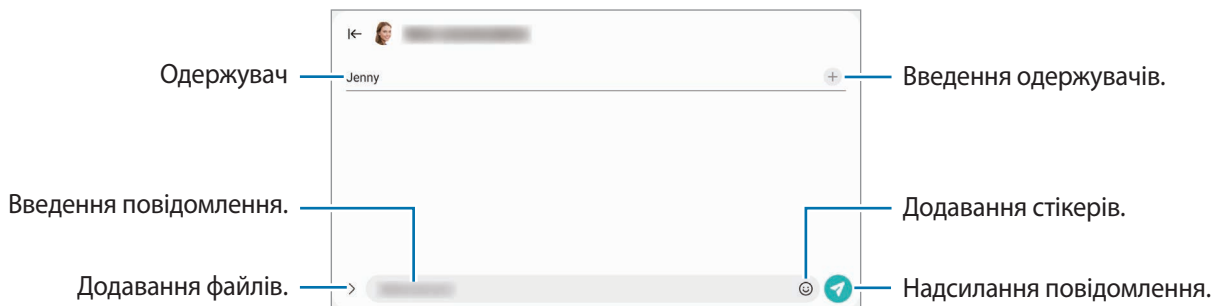 Одержувач
Jenny
Введення одержувачів.
Введення повідомлення.
Додавання стікерів.
Додавання файлів.
Надсилання повідомлення.